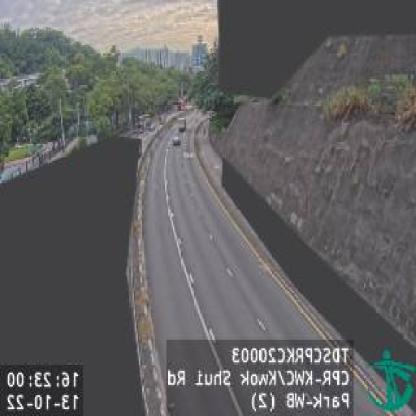 TDSCPRKC20003
CPR-KWC/Kwok Shui Rd
Park-WB (2)
16:23:00
13-10-22